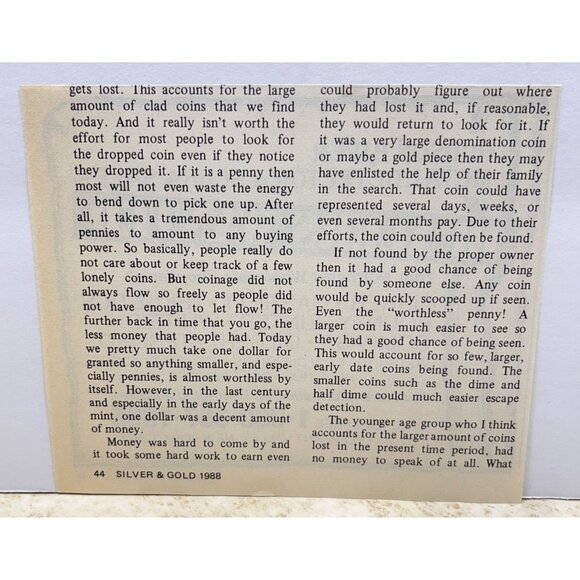 gets lost. This accounts for the large
amount of clad coins that we find
today. And it really isn't worth the
effort for most people to look for
the dropped coin even if they notice
they dropped it. If it is a penny then
most will not even waste the energy
to bend down to pick one up. After
all, it takes a tremendous amount of
pennies to amount to any buying
power. So basically, people really do
not care about or keep track of a few
lonely coins. But coinage did not
always flow so freely as people did
not have enough to let flow! The
further back in time that you go, the
less money that people had. Today
we pretty much take one dollar for
granted so anything smaller, and espe-
cially pennies, is almost worthless by
itself. However, in the last century
and especially in the early days of the
mint, one dollar was a decent amount
of money.
Money was hard to come by and
it took some hard work to earn even
could probably figure out where
they had lost it and, if reasonable,
they would return to look for it. If
it was a very large denomination coin
or maybe a gold piece then they may
have enlisted the help of their family
in the search. That coin could have
represented several days, weeks, or
even several months pay. Due to their
efforts, the coin could often be found.
If not found by the proper owner
then it had a good chance of being
found by someone else. Any coin
would be quickly scooped up if seen.
Even the "worthless" penny! A
larger coin is much easier to see so
they had a good chance of being seen.
This would account for so few, larger,
early date coins being found. The
smaller coins such as the dime and
half dime could much easier escape
detection.
The younger age group who I think
accounts for the larger amount of coins
lost in the present time period, had
no money to speak of at all. What
44 SILVER & GOLD 1988